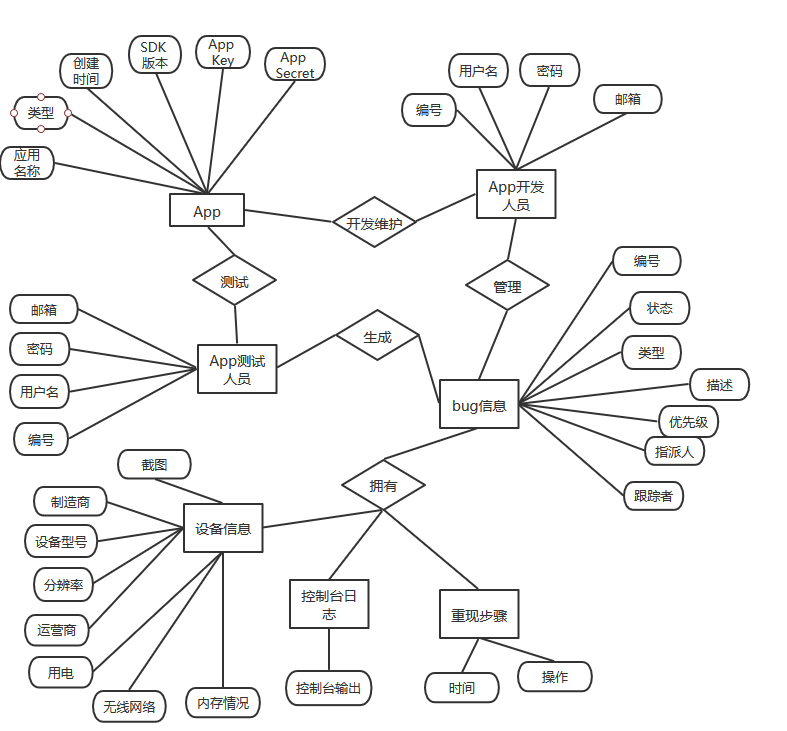 创建
时间
SDK
版本
App
Key
App
Secret
类型
应用
名称
用户名
密码
编号
邮箱
App
开发维护
App开发
人员
测试
管理
编号
状态
类型
描述
优先级
指派人
跟踪者
邮箱
密码
用户名
编号
App测试
人员
生成
bug信息
截图
拥有
制造商
设备型号
分辨率
运营商
用电
无线网络
内存情况
设备信息
控制台日
志
重现步骤
控制台输出
时间
操作